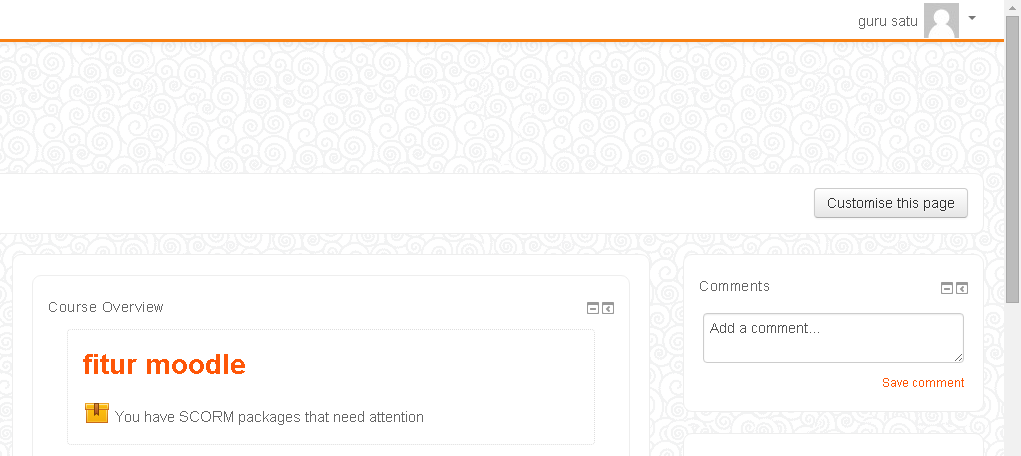 guru satu
Customise this page
Course Overview
fitur moodle
You have SCORM packages that need attention
Comments
Add a comment...
Save comment